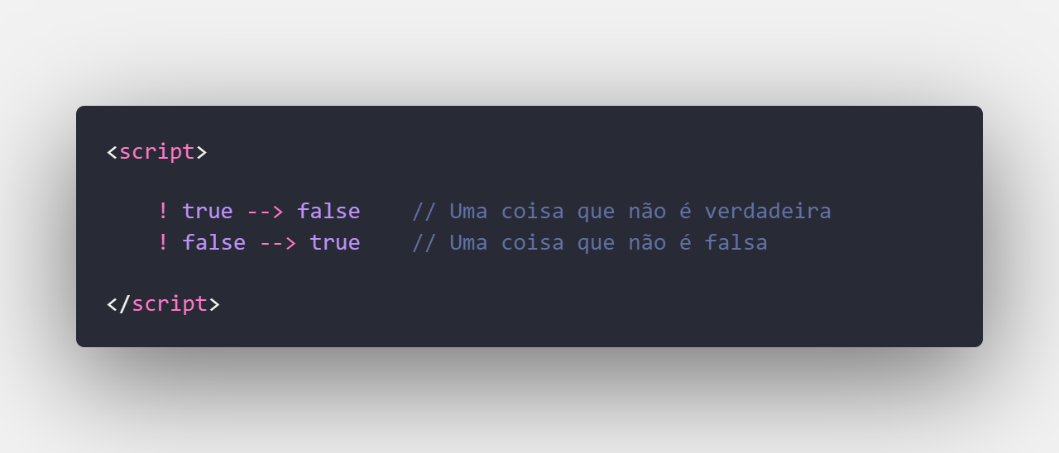 <script>
! true --> false // Uma coisa que não é verdadeira
! false --> true // Uma coisa que não é falsa
</script>